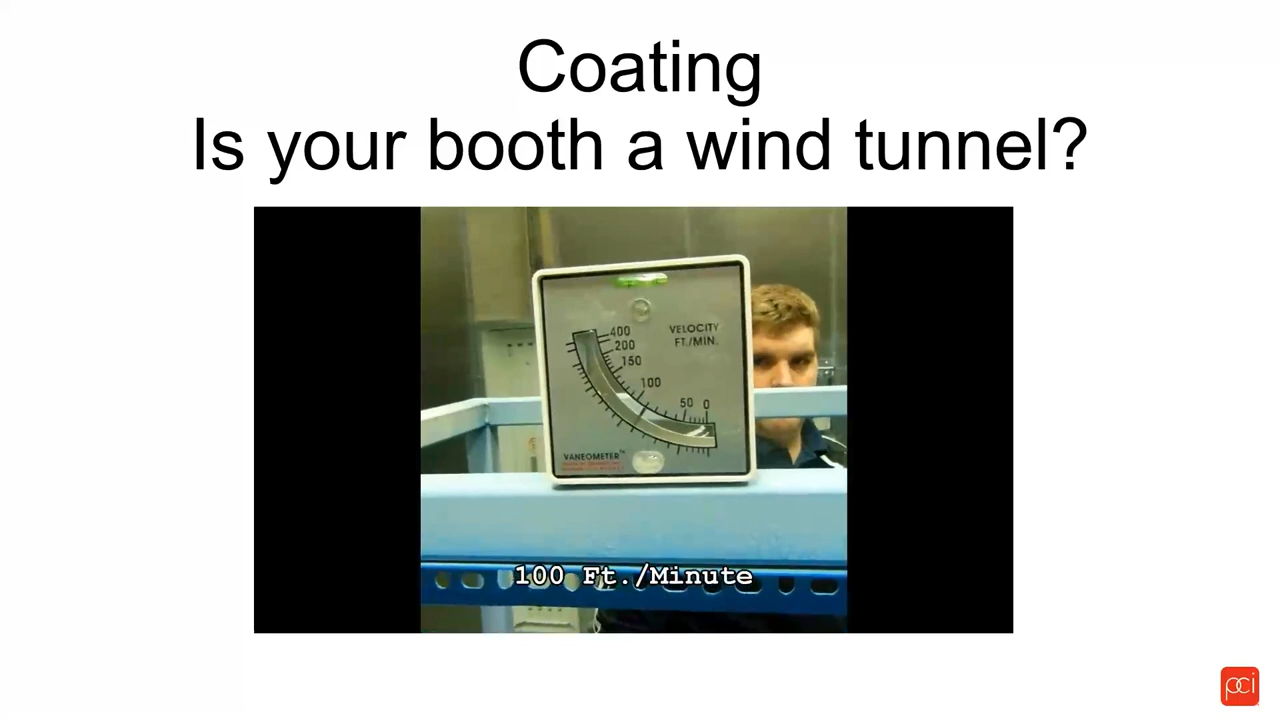 Coating
Is your booth a wind tunnel?
400
200
150
100
50 0
VELOCITY
FT./MIN.
VANEOMETER™
100 Ft./Minute
pci